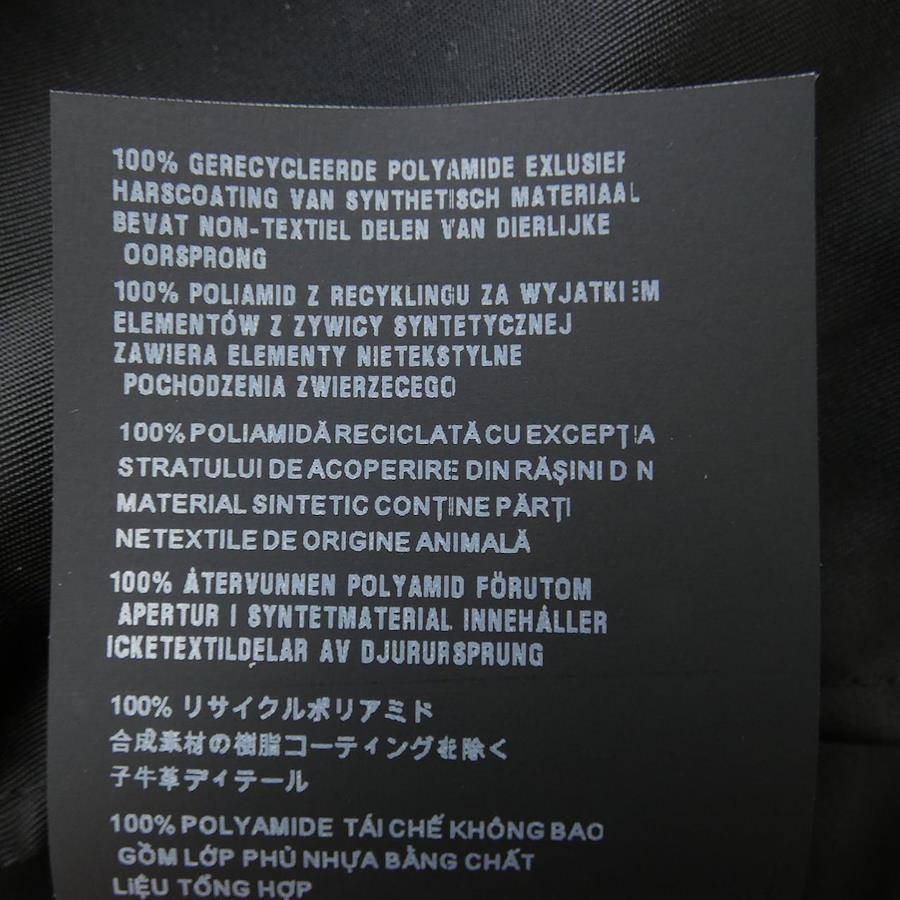 100% GERECYCLEERDE POLYAMIDE EXLUSIEF
HARSCOATING VAN SYNTHETISCH MATERIAAL
BEVAT NON-TEXTIEL DELEN VAN DIERLIJKE
OORSPRONG
100% POLIAMID Z RECYKLINGU ZA WYJATKIEM
ELEMENTÓW Z ZYWICY SYNTETYCZNEJ
ZAWIERA ELEMENTY NIETEKSTYLNE
POCHODZENIA ZWIERZECEGO
100% POLIAMIDĂ RECICLATĂ CU EXCEPȚIA
STRATULUI DE ACOPERIRE DIN RĂȘINI DIN
MATERIAL SINTETIC CONȚINE PĂRȚI
NETEXTILE DE ORIGINE ANIMALĂ
100% ÅTERVUNNEN POLYAMID FÖRUTOM
APERTUR I SYNTETMATERIAL INNEHÅLLER
ICKETEXTILDELAR AV DJURURSPRUNG
100% リサイクルポリアミド
合成素材の樹脂コーティングを除く
子牛革ディテール
100% POLYAMIDE TÁI CHẾ KHÔNG BAO
GỒM LỚP PHỦ NHỰA BẰNG CHẤT
LIỆU TỔNG HỢP